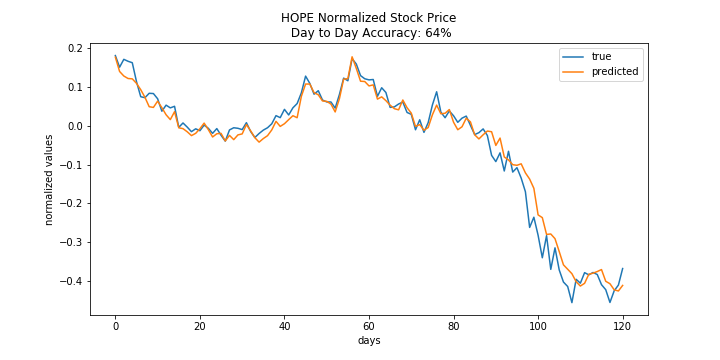 HOPE Normalized Stock Price
Day to Day Accuracy: 64%
true
predicted
normalized values
0.2
0.1
0.0
−0.1
−0.2
−0.3
−0.4
0
20
40
60
80
100
120
days